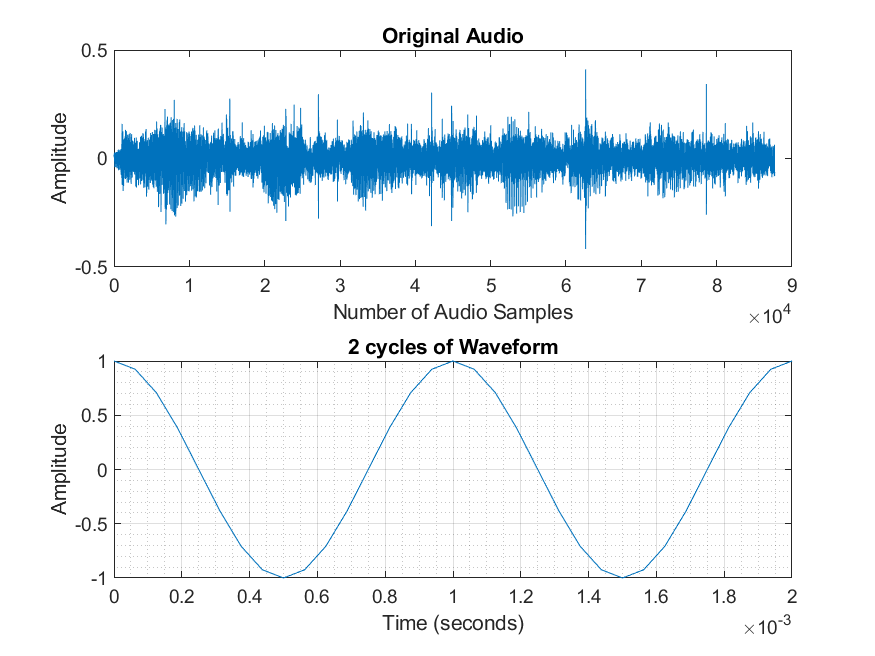 Original Audio
0.5
0
-0.5
Amplitude
0 1 2 3 4 5 6 7 8 9
Number of Audio Samples
×10^4
2 cycles of Waveform
1
0.5
0
-0.5
-1
Amplitude
0 0.2 0.4 0.6 0.8 1 1.2 1.4 1.6 1.8 2
Time (seconds)
×10^-3